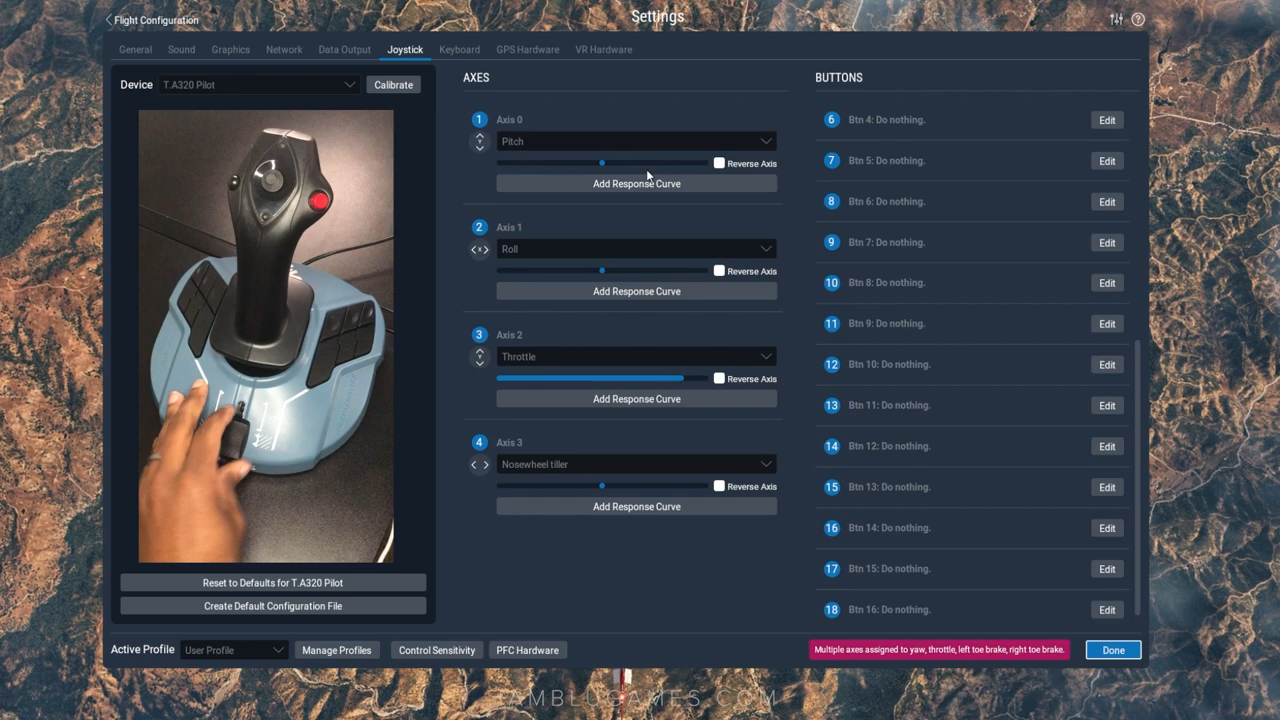 Flight Configuration
Settings
General Sound Graphics Network Data Output Joystick Keyboard GPS Hardware VR Hardware
Device T.A320 Pilot Calibrate
Reset to Defaults for T.A320 Pilot
Create Default Configuration File
AXES
1 Axis 0
Y
Pitch
Reverse Axis
Add Response Curve
2 Axis 1
X
Roll
Reverse Axis
Add Response Curve
3 Axis 2
Y
Throttle
Reverse Axis
Add Response Curve
4 Axis 3
Nosewheel tiller
Reverse Axis
Add Response Curve
BUTTONS
6 Btn 4: Do nothing. Edit
7 Btn 5: Do nothing. Edit
8 Btn 6: Do nothing. Edit
9 Btn 7: Do nothing. Edit
10 Btn 8: Do nothing. Edit
11 Btn 9: Do nothing. Edit
12 Btn 10: Do nothing. Edit
13 Btn 11: Do nothing. Edit
14 Btn 12: Do nothing. Edit
15 Btn 13: Do nothing. Edit
16 Btn 14: Do nothing. Edit
17 Btn 15: Do nothing. Edit
18 Btn 16: Do nothing. Edit
Active Profile User Profile Manage Profiles Control Sensitivity PFC Hardware Multiple axes assigned to yaw, throttle, left toe brake, right toe brake. Done
AMBLUGAMES.COM